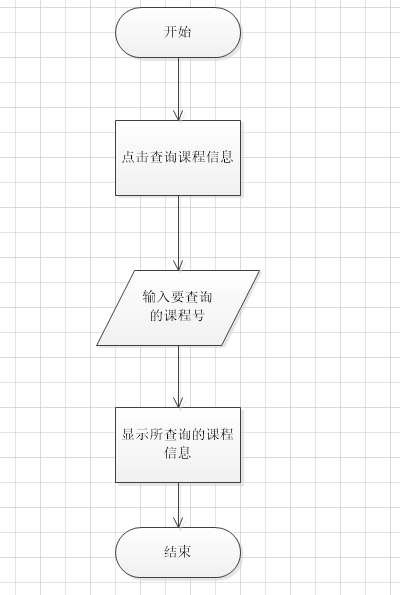 开始
点击查询课程信息
输入要查询
的课程号
显示所查询的课程
信息
结束